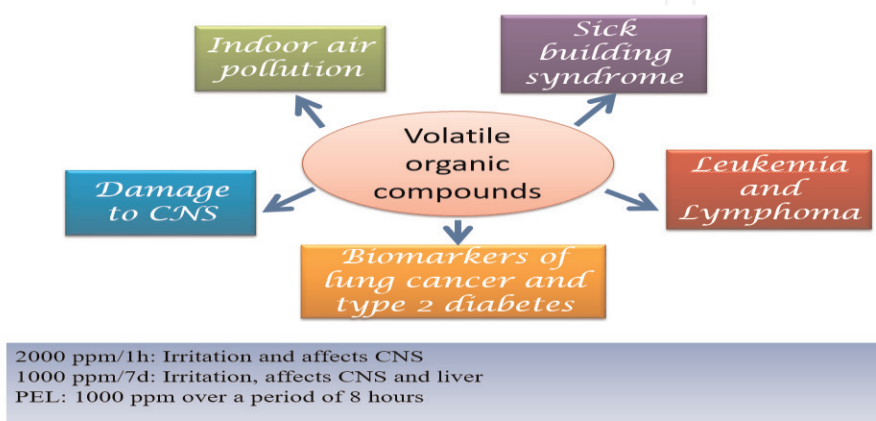 Indoor air
pollution
Sick
building
syndrome
Volatile
organic
compounds
Damage
to CNS
Leukemia
and
Lymphoma
Biomarkers of
lung cancer and
type 2 diabetes
2000 ppm/1h: Irritation and affects CNS
1000 ppm/7d: Irritation, affects CNS and liver
PEL: 1000 ppm over a period of 8 hours